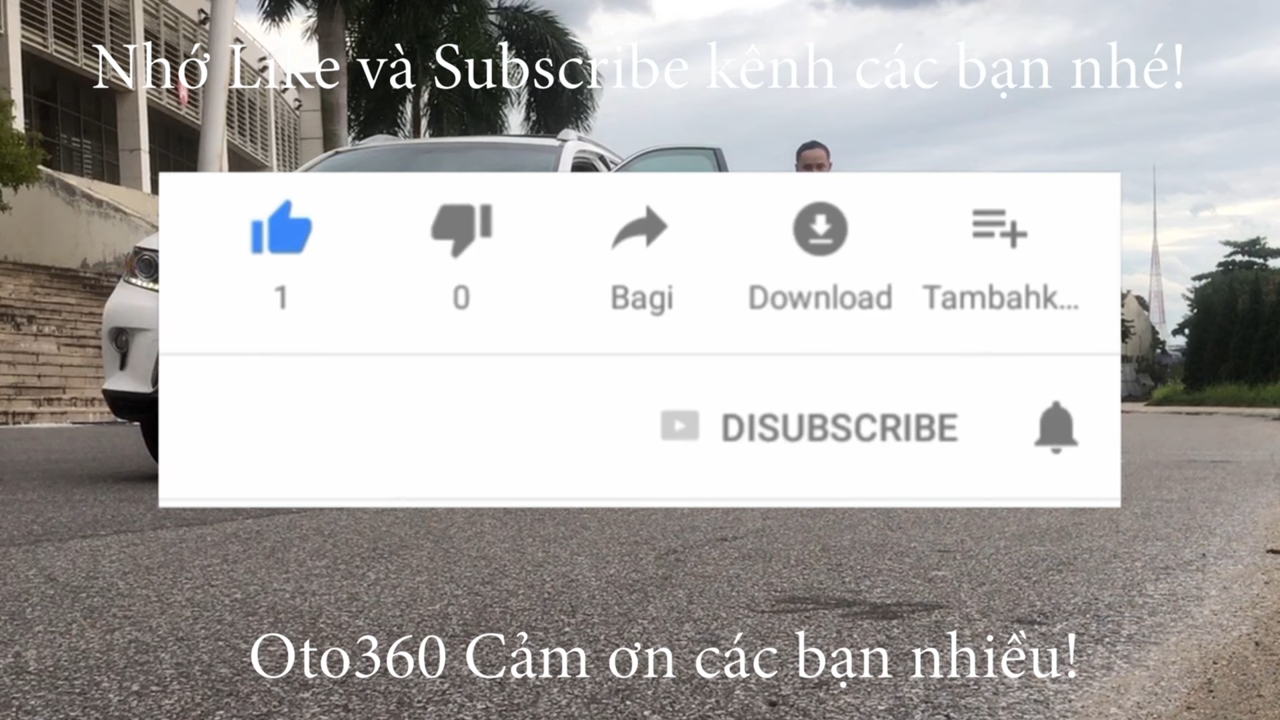 Nhớ Like và Subscribe kênh các bạn nhé!
1 0 Bagi Download Tambahk...
DISUBSCRIBE
Oto360 Cảm ơn các bạn nhiều!